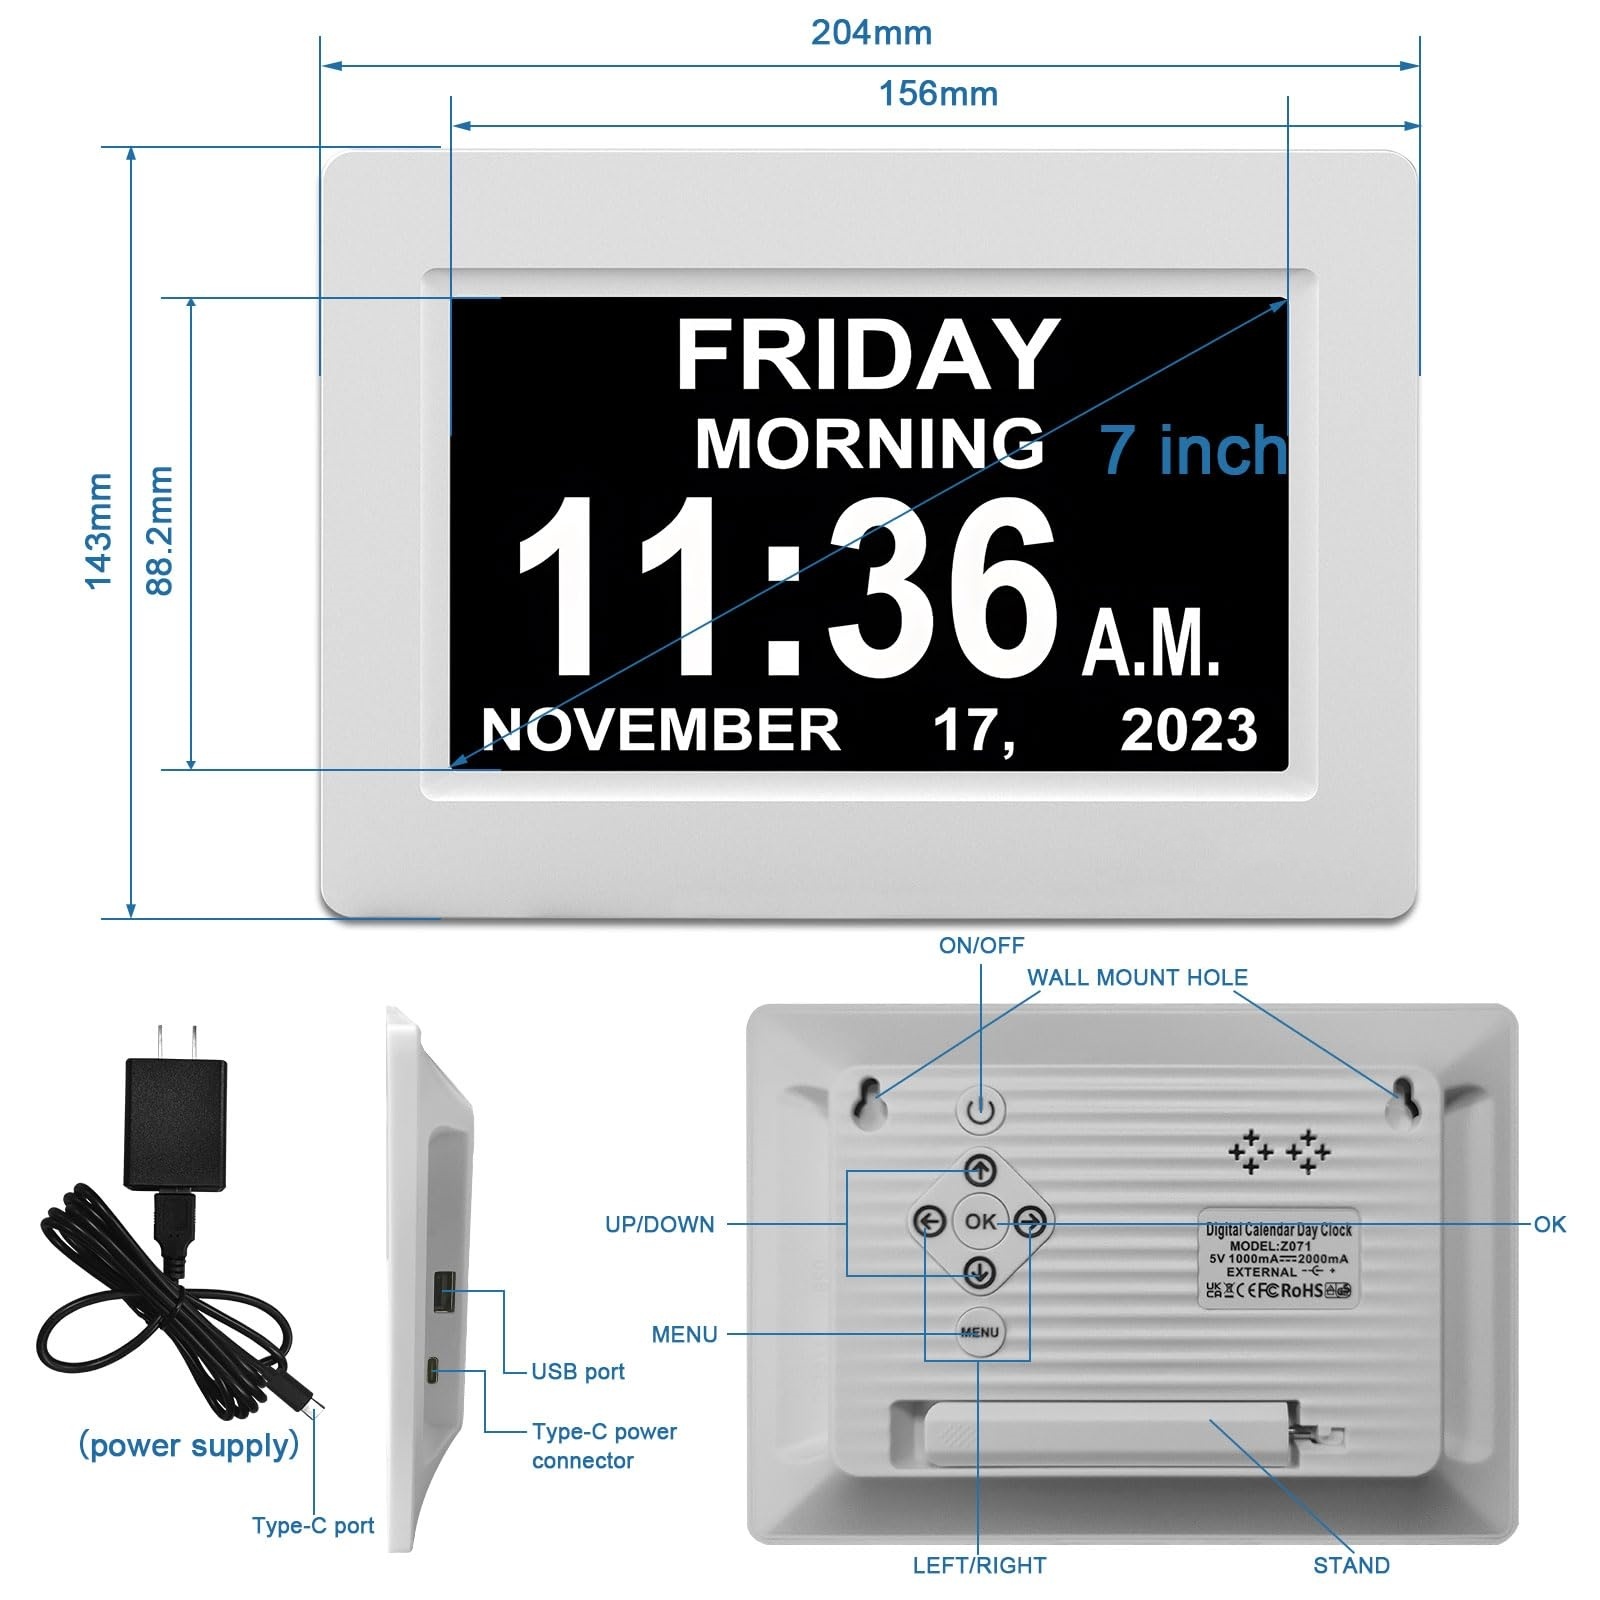 204mm
156mm
143mm
88.2mm
FRIDAY
MORNING
7 inch
11:36 A.M.
NOVEMBER 17, 2023
ON/OFF
WALL MOUNT HOLE
UP/DOWN
OK
OK
Digital Calendar Day Clock
MODEL:Z071
5V 1000mA⎓2000mA
EXTERNAL
UK CA CE FC RoHS
MENU
MENU
USB port
Type-C power
connector
(power supply)
Type-C port
LEFT/RIGHT
STAND